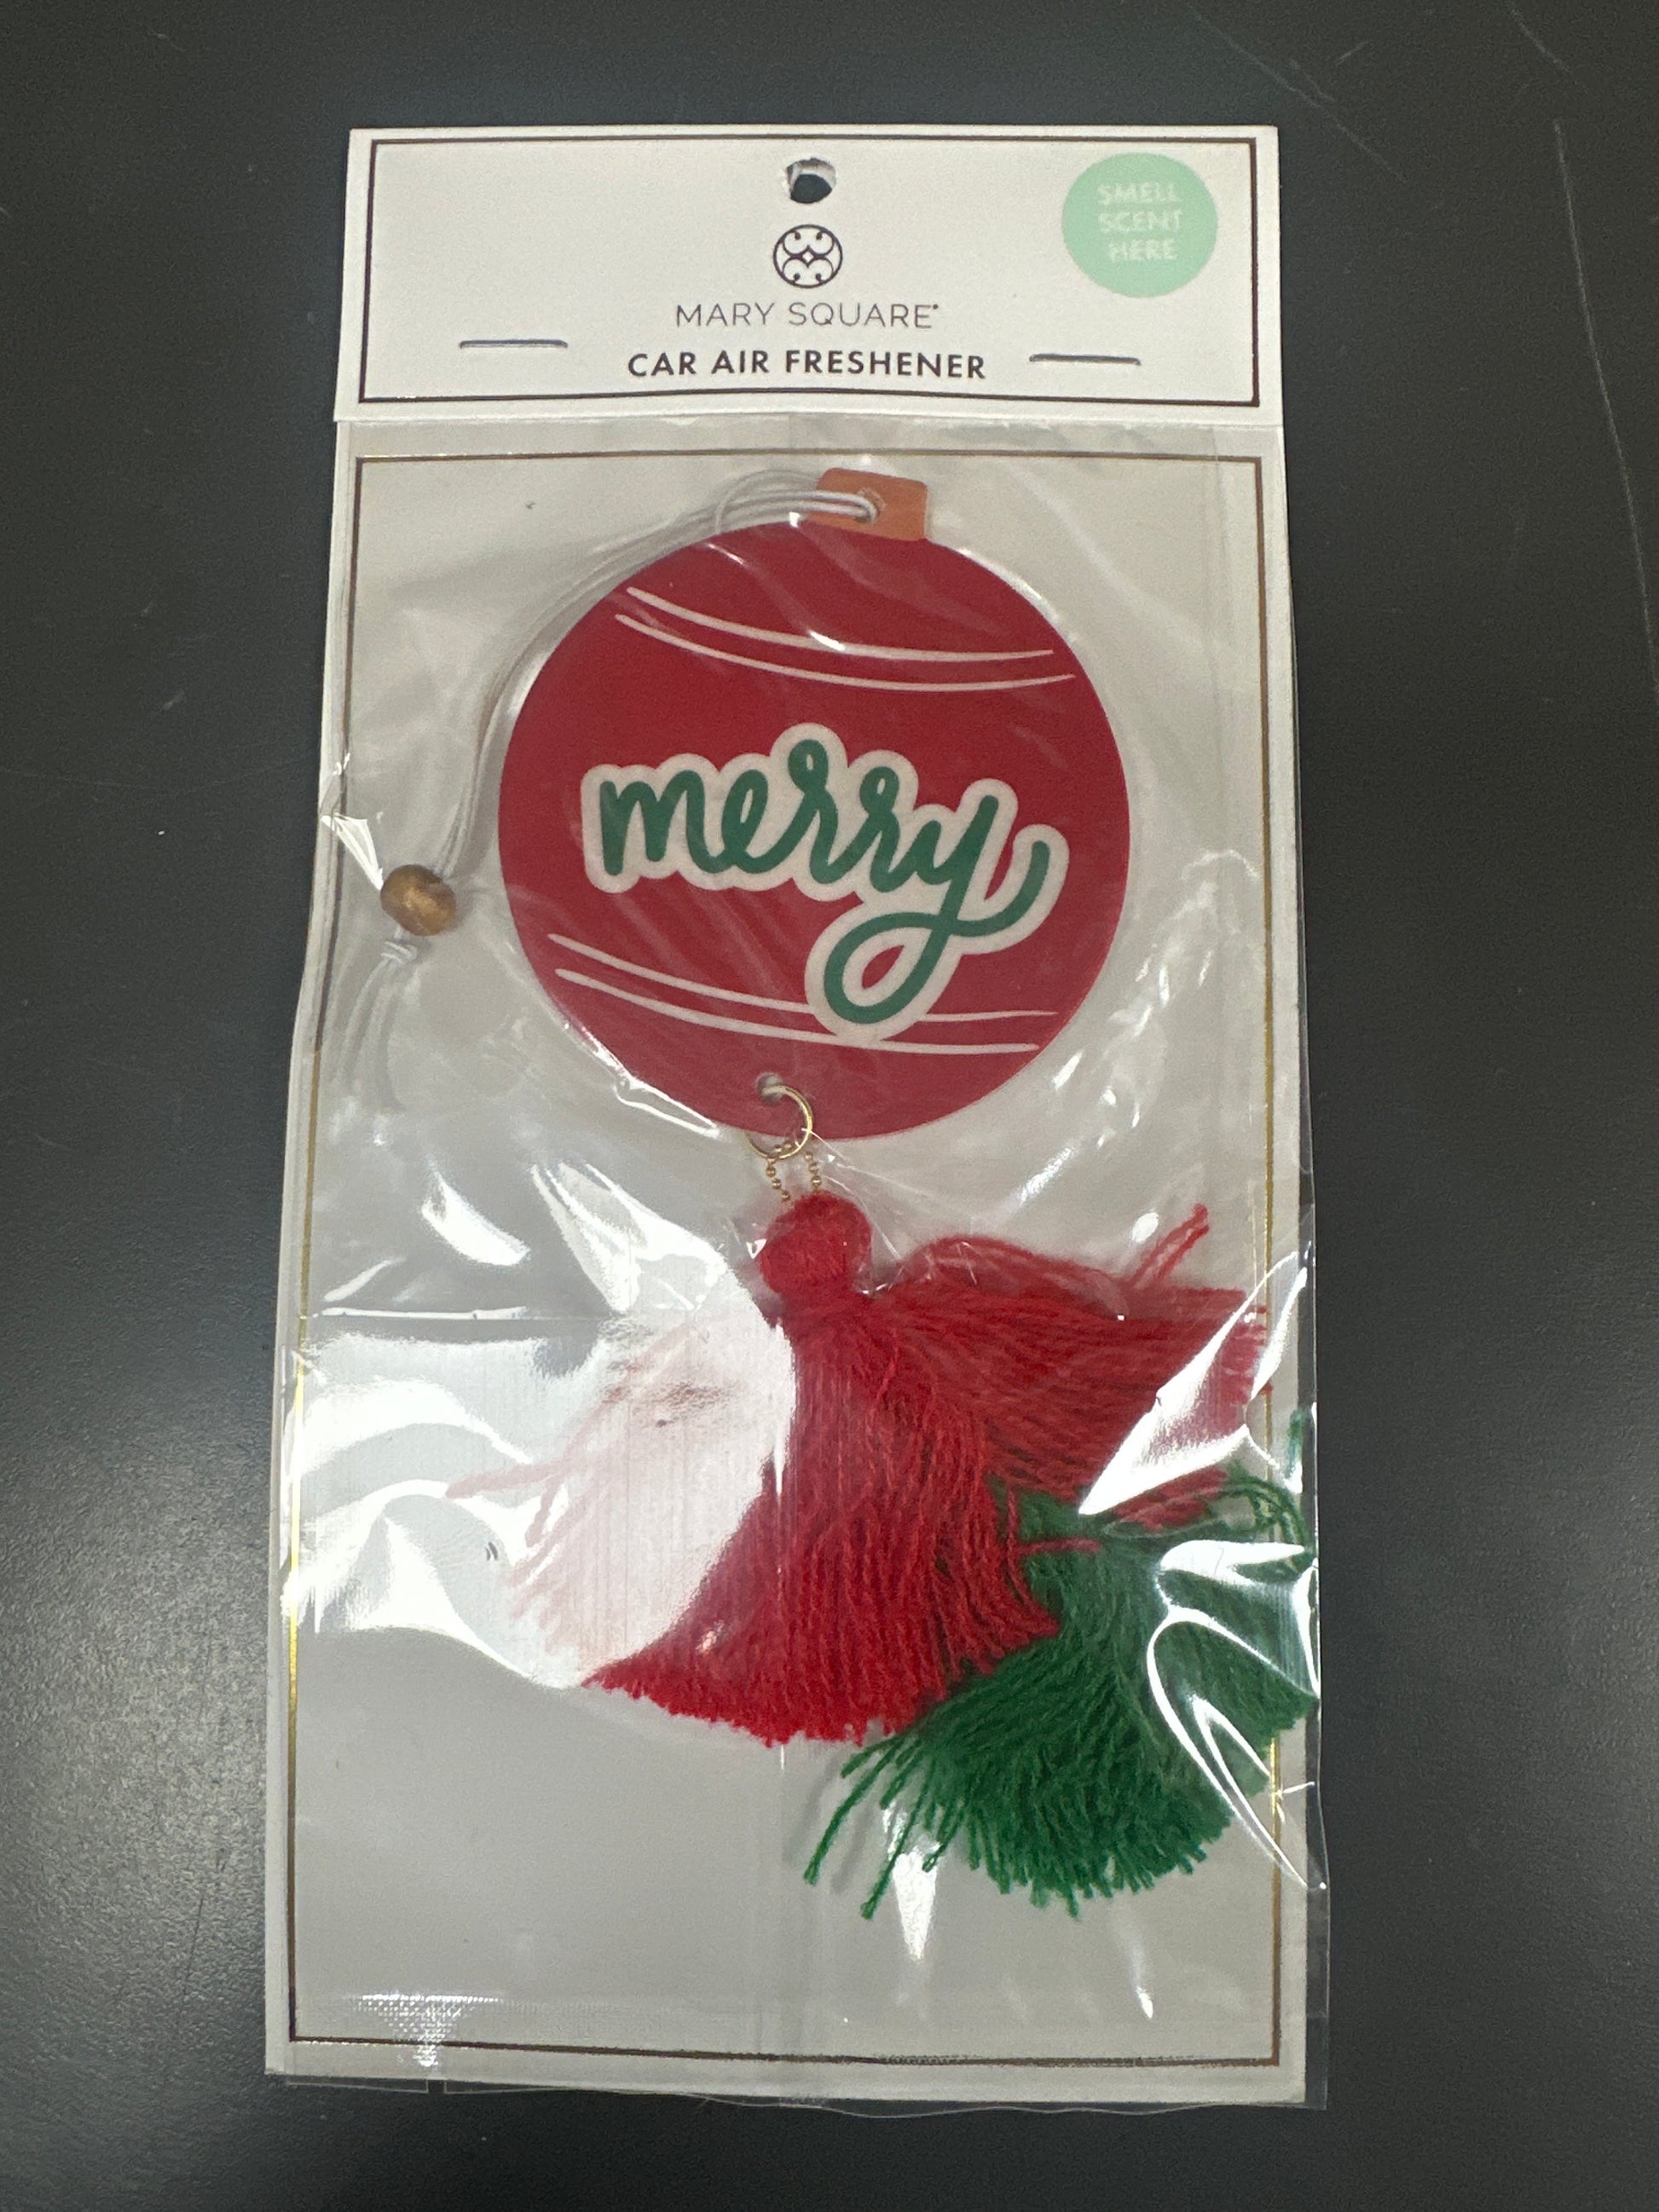 SMELL
SCENT
HERE
MARY SQUARE
CAR AIR FRESHENER
merry